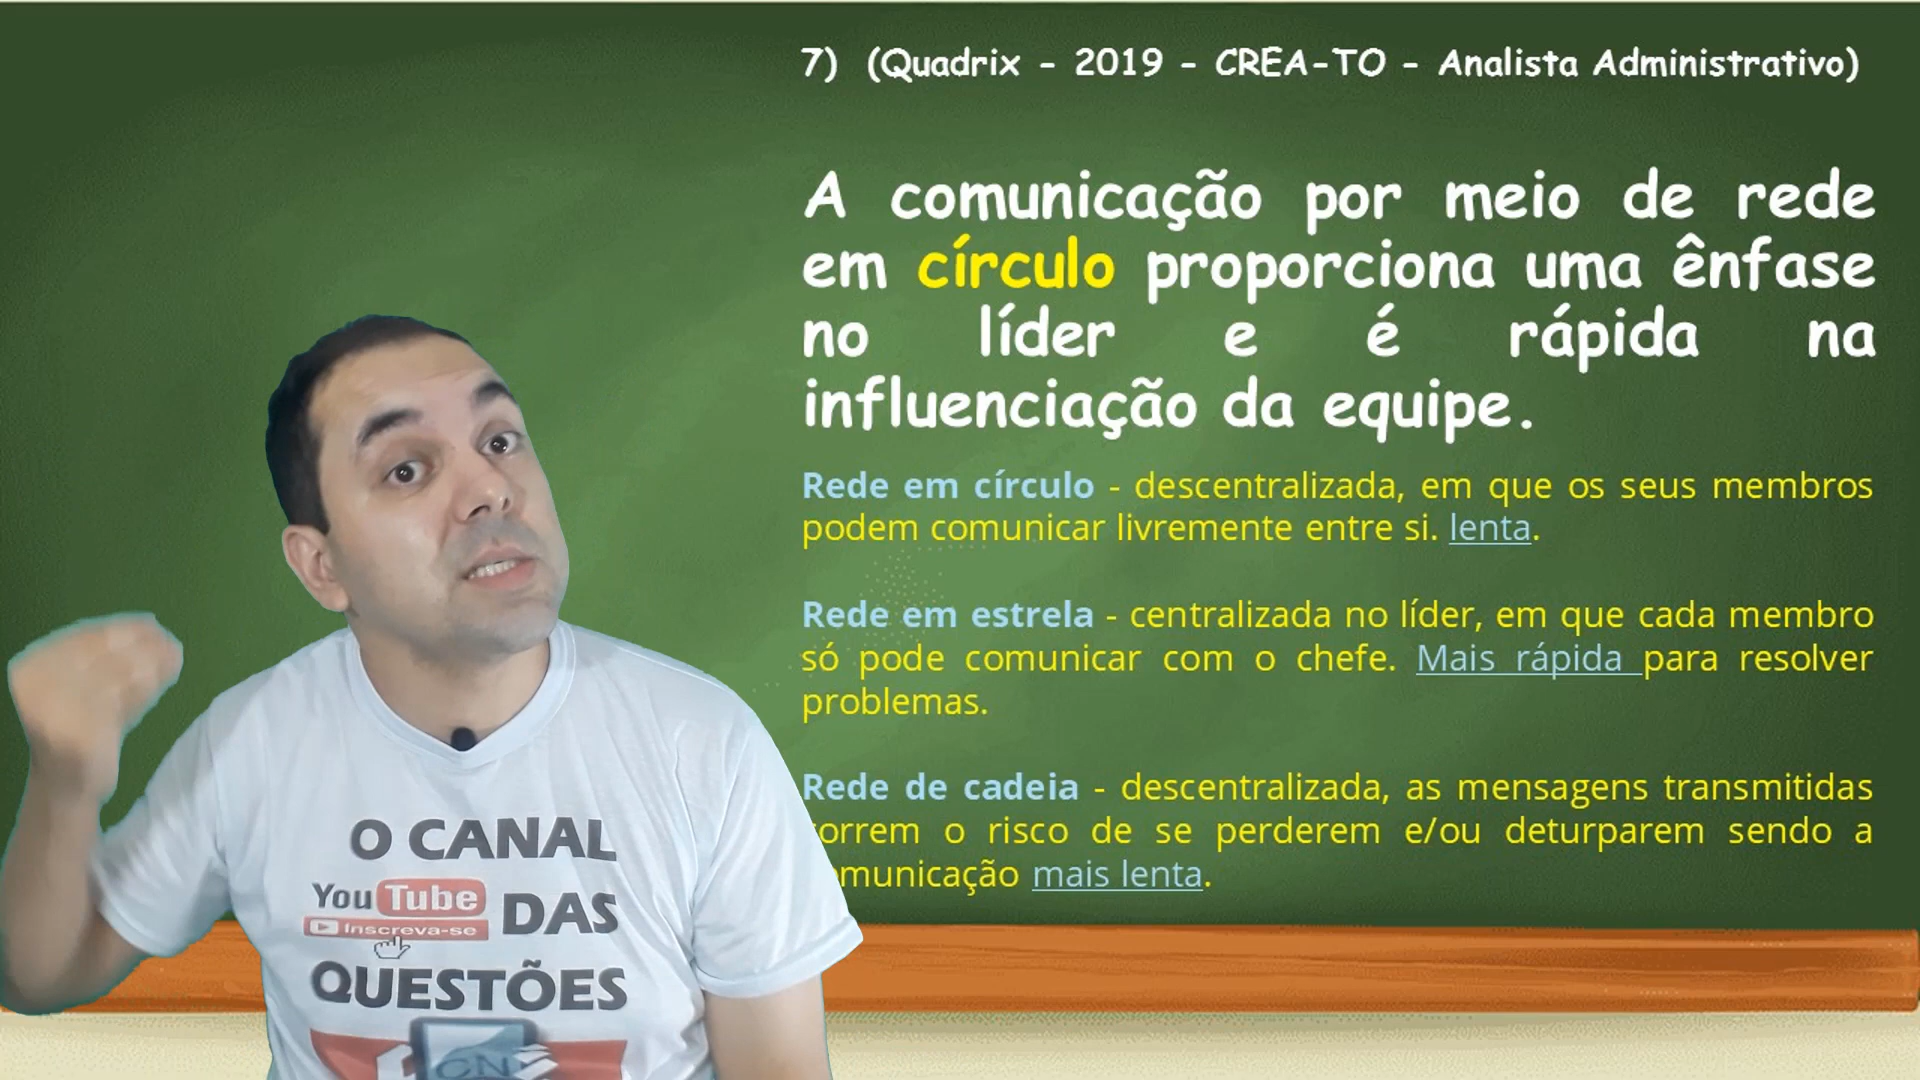 7) (Quadrix - 2019 - CREA-TO - Analista Administrativo)
A comunicação por meio de rede
em círculo proporciona uma ênfase
no líder e é rápida na
influenciação da equipe.
Rede em círculo - descentralizada, em que os seus membros
podem comunicar livremente entre si. lenta.
Rede em estrela - centralizada no líder, em que cada membro
só pode comunicar com o chefe. Mais rápida para resolver
problemas.
Rede de cadeia - descentralizada, as mensagens transmitidas
orrem o risco de se perderem e/ou deturparem sendo a
municação mais lenta.
O CANAL
YouTube
Inscreva-se
DAS
QUESTÕES